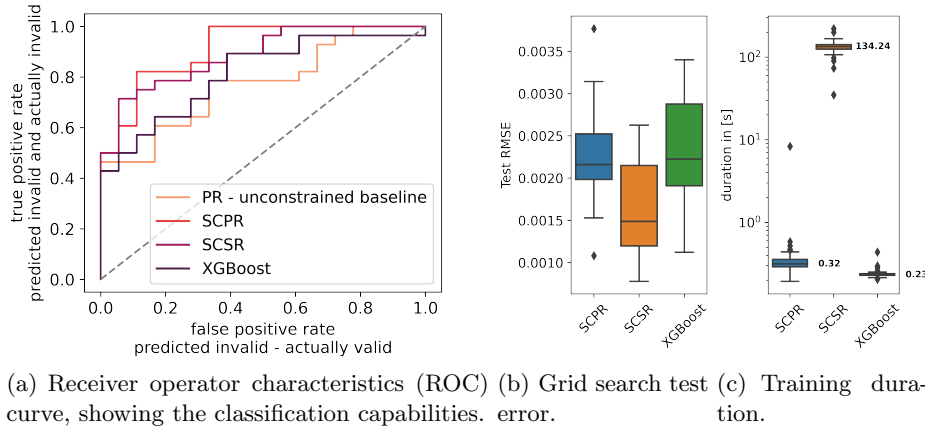 true positive rate
predicted invalid and actually invalid
1.0
0.8
0.6
0.4
0.2
0.0
PR - unconstrained baseline
SCPR
SCSR
XGBoost
0.0 0.2 0.4 0.6 0.8 1.0
false positive rate
predicted invalid - actually valid
Test RMSE
0.0035
0.0030
0.0025
0.0020
0.0015
0.0010
SCPR SCSR XGBoost
duration in [s]
10²
10¹
10⁰
134.24
0.32
0.23
SCPR SCSR XGBoost
(a) Receiver operator characteristics (ROC)
curve, showing the classification capabilities.
(b) Grid search test
error.
(c) Training dura-
tion.